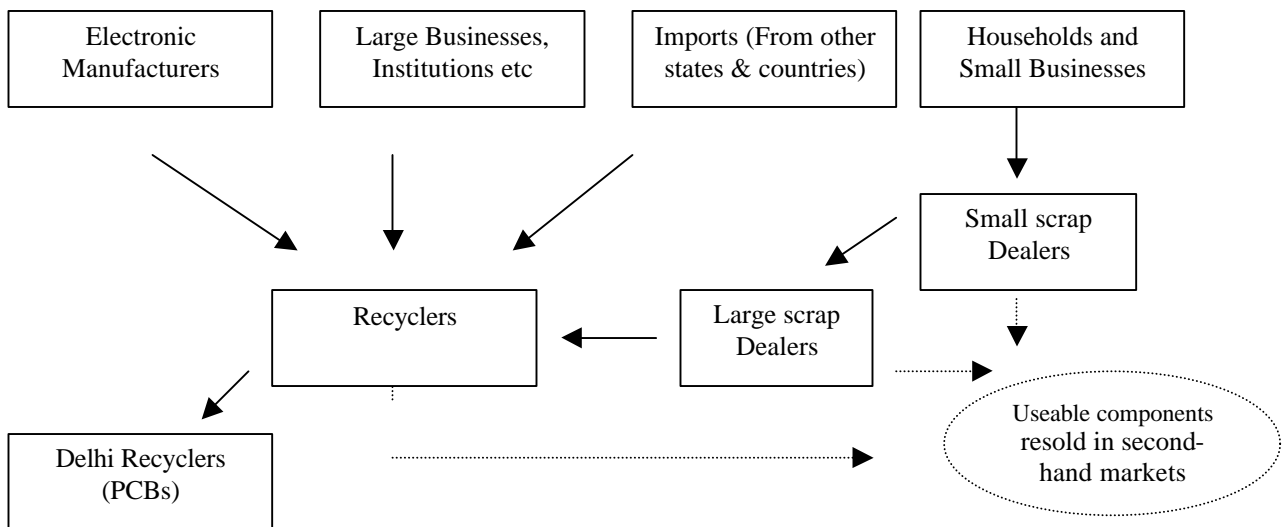 Electronic
Manufacturers
Large Businesses,
Institutions etc
Imports (From other
states & countries)
Households and
Small Businesses
Small scrap
Dealers
Recyclers
Large scrap
Dealers
Useable components
resold in second-
hand markets
Delhi Recyclers
(PCBs)